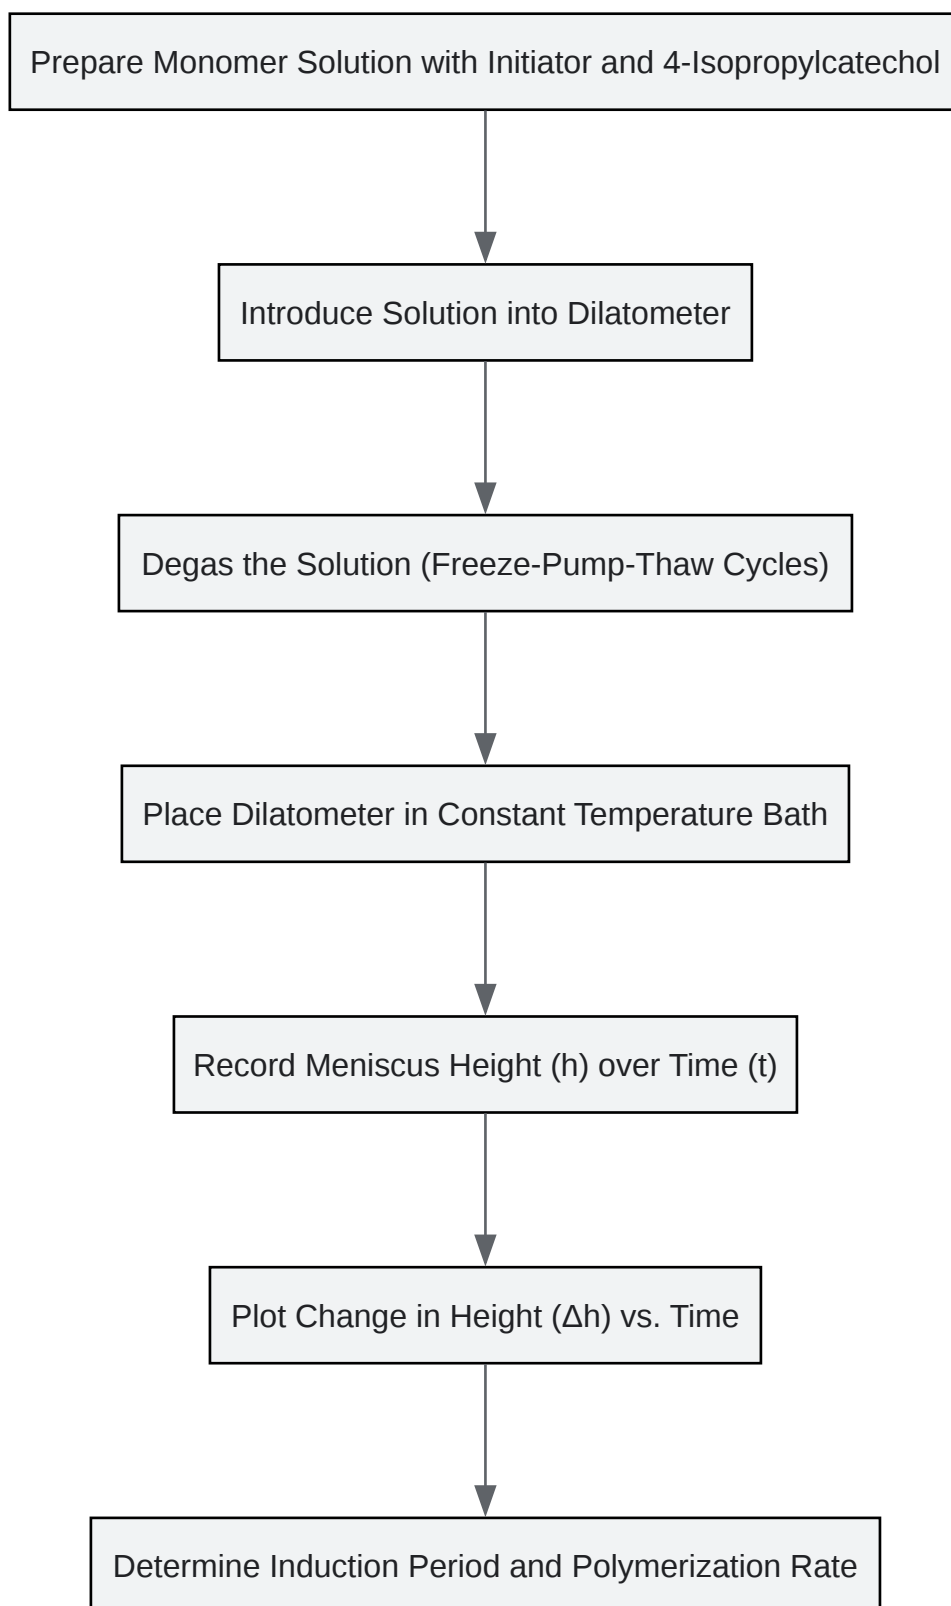 Prepare Monomer Solution with Initiator and 4-Isopropylcatechol
Introduce Solution into Dilatometer
Degas the Solution (Freeze-Pump-Thaw Cycles)
Place Dilatometer in Constant Temperature Bath
Record Meniscus Height (h) over Time (t)
Plot Change in Height (Δh) vs. Time
Determine Induction Period and Polymerization Rate